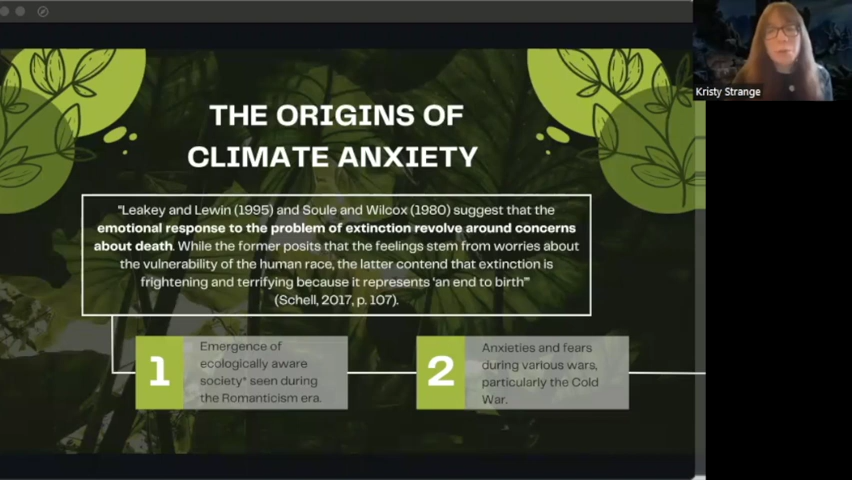 THE ORIGINS OF
CLIMATE ANXIETY
"Leakey and Lewin (1995) and Soule and Wilcox (1980) suggest that the
emotional response to the problem of extinction revolve around concerns
about death. While the former posits that the feelings stem from worries about
the vulnerability of the human race, the latter contend that extinction is
frightening and terrifying because it represents 'an end to birth'"
(Schell, 2017, p. 107).
1
Emergence of
ecologically aware
society* seen during
the Romanticism era.
2
Anxieties and fears
during various wars,
particularly the Cold
War.
Kristy Strange